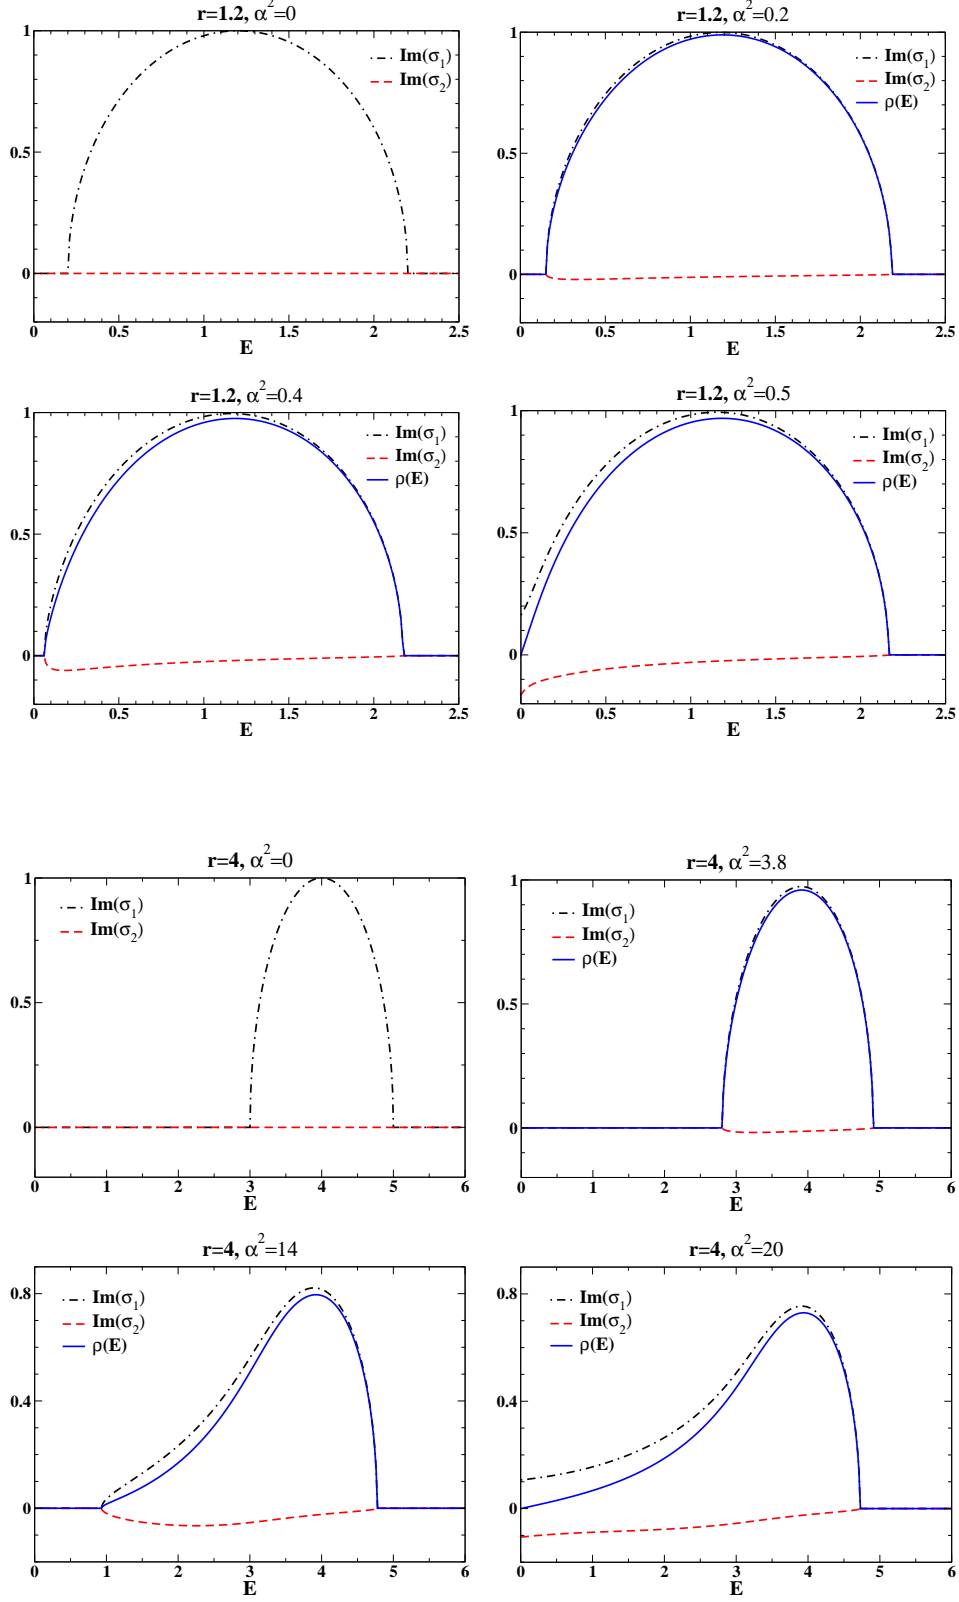 r=1.2, α²=0
1
0.5
0
Im(σ₁)
Im(σ₂)
0 0.5 1 1.5 2 2.5
E
r=1.2, α²=0.2
1
0.5
0
Im(σ₁)
Im(σ₂)
ρ(E)
0 0.5 1 1.5 2 2.5
E
r=1.2, α²=0.4
1
0.5
0
Im(σ₁)
Im(σ₂)
ρ(E)
0 0.5 1 1.5 2 2.5
E
r=1.2, α²=0.5
1
0.5
0
Im(σ₁)
Im(σ₂)
ρ(E)
0 0.5 1 1.5 2 2.5
E
r=4, α²=0
1
0.5
0
Im(σ₁)
Im(σ₂)
0 1 2 3 4 5 6
E
r=4, α²=3.8
1
0.5
0
Im(σ₁)
Im(σ₂)
ρ(E)
0 1 2 3 4 5 6
E
r=4, α²=14
0.8
0.4
0
Im(σ₁)
Im(σ₂)
ρ(E)
0 1 2 3 4 5 6
E
r=4, α²=20
0.8
0.4
0
Im(σ₁)
Im(σ₂)
ρ(E)
0 1 2 3 4 5 6
E